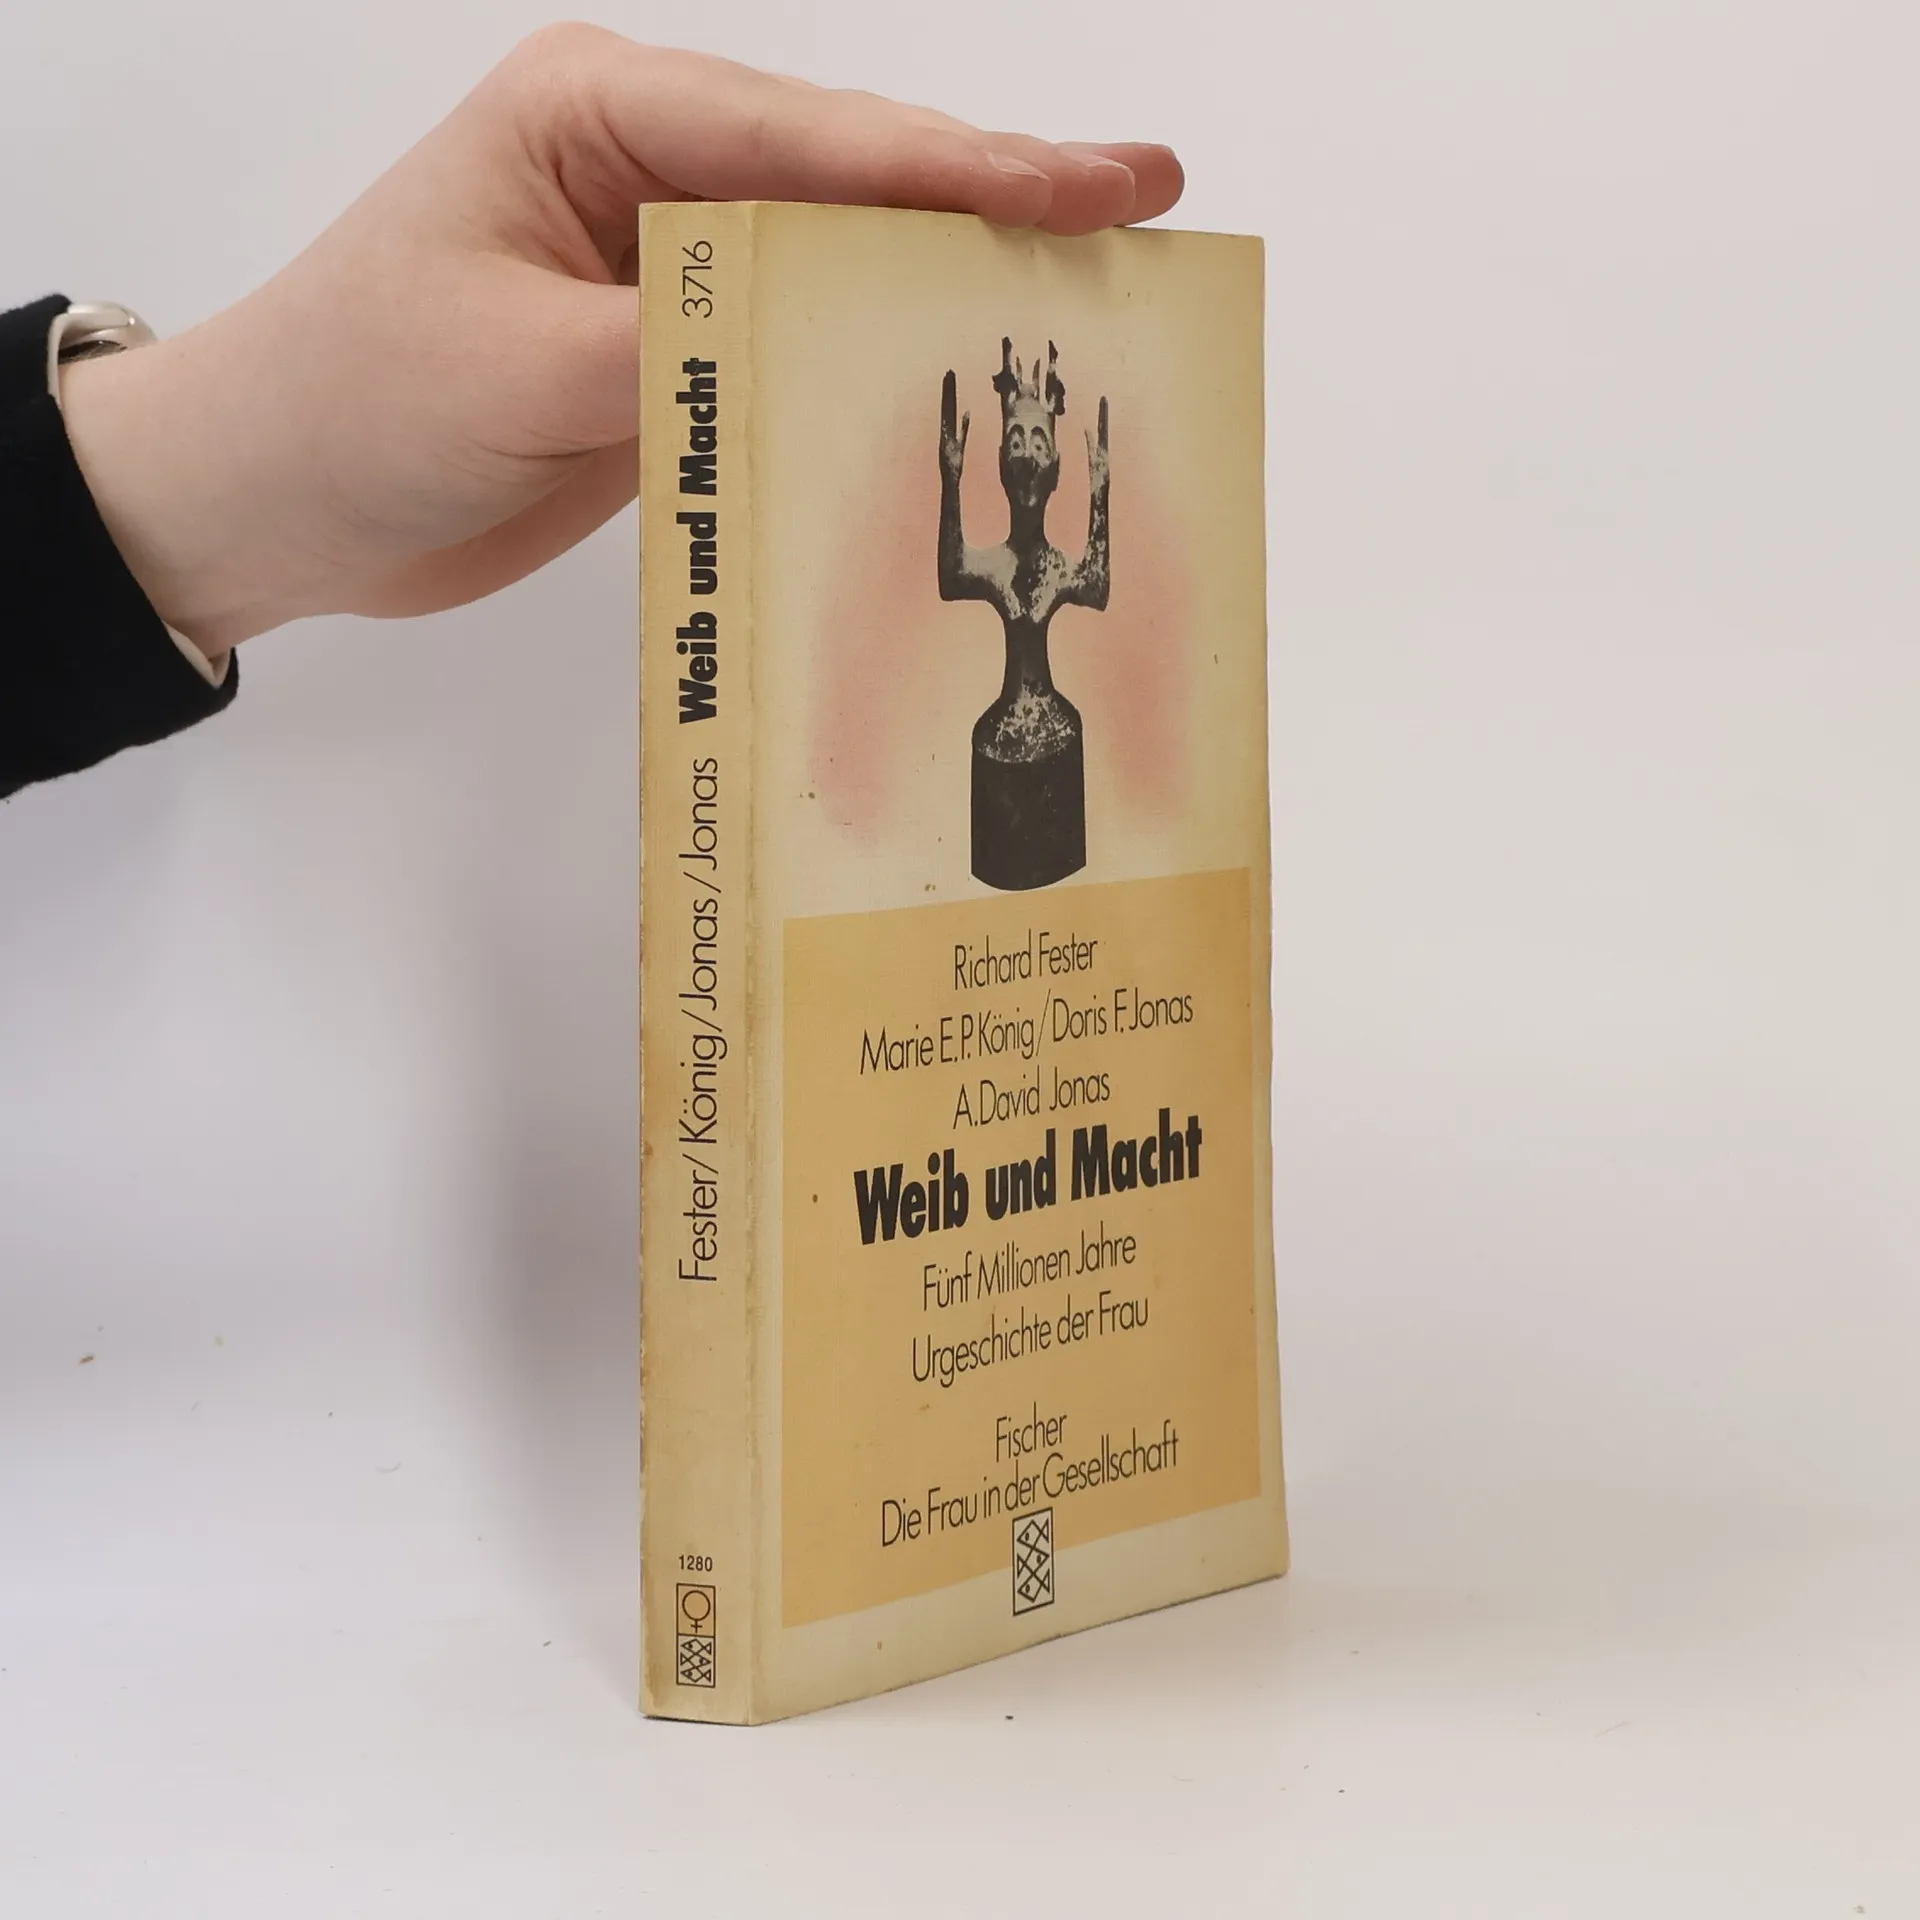 Fester/König/Jonas/Jonas Weib und Macht 3716
1280
Richard Fester
Marie E.P. König/Doris F. Jonas
A. David Jonas
Weib und Macht
Fünf Millionen Jahre
Urgeschichte der Frau
Fischer
Die Frau in der Gesellschaft